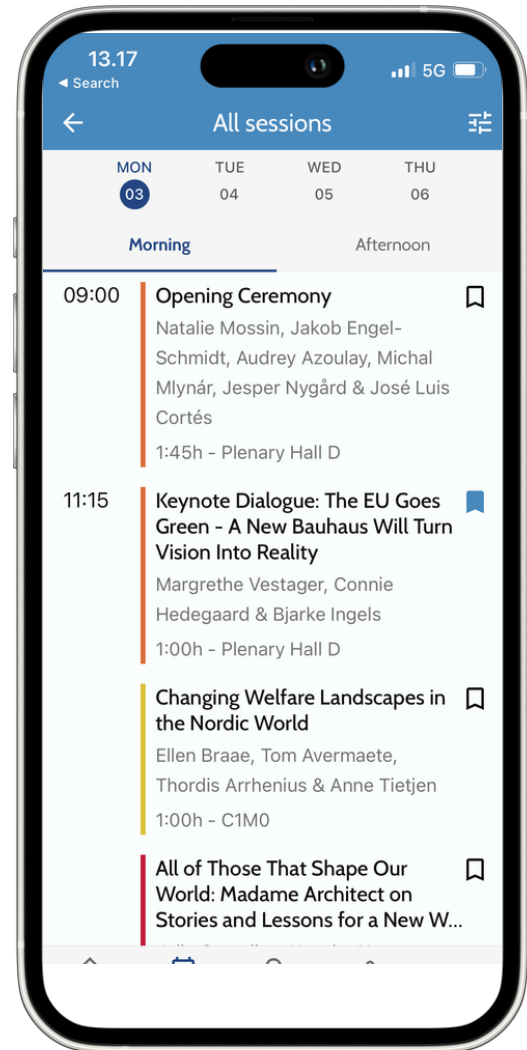 13.17
◀ Search
5G
All sessions
MON
TUE
WED
THU
03
04
05
06
Morning
Afternoon
09:00
Opening Ceremony
Natalie Mossin, Jakob Engel-
Schmidt, Audrey Azoulay, Michal
Mlynár, Jesper Nygård & José Luis
Cortés
1:45h - Plenary Hall D
11:15
Keynote Dialogue: The EU Goes
Green - A New Bauhaus Will Turn
Vision Into Reality
Margrethe Vestager, Connie
Hedegaard & Bjarke Ingels
1:00h - Plenary Hall D
Changing Welfare Landscapes in
the Nordic World
Ellen Braae, Tom Avermaete,
Thordis Arrhenius & Anne Tietjen
1:00h - C1M0
All of Those That Shape Our
World: Madame Architect on
Stories and Lessons for a New W...